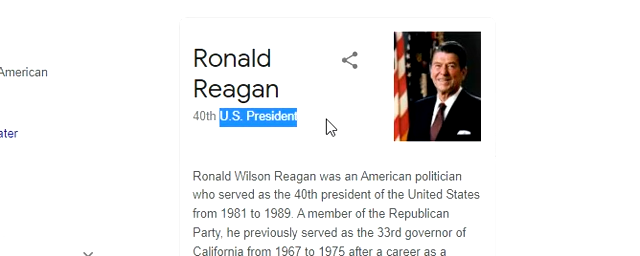 American
ater
Ronald
Reagan
40th U.S. President
Ronald Wilson Reagan was an American politician
who served as the 40th president of the United States
from 1981 to 1989. A member of the Republican
Party, he previously served as the 33rd governor of
California from 1967 to 1975 after a career as a